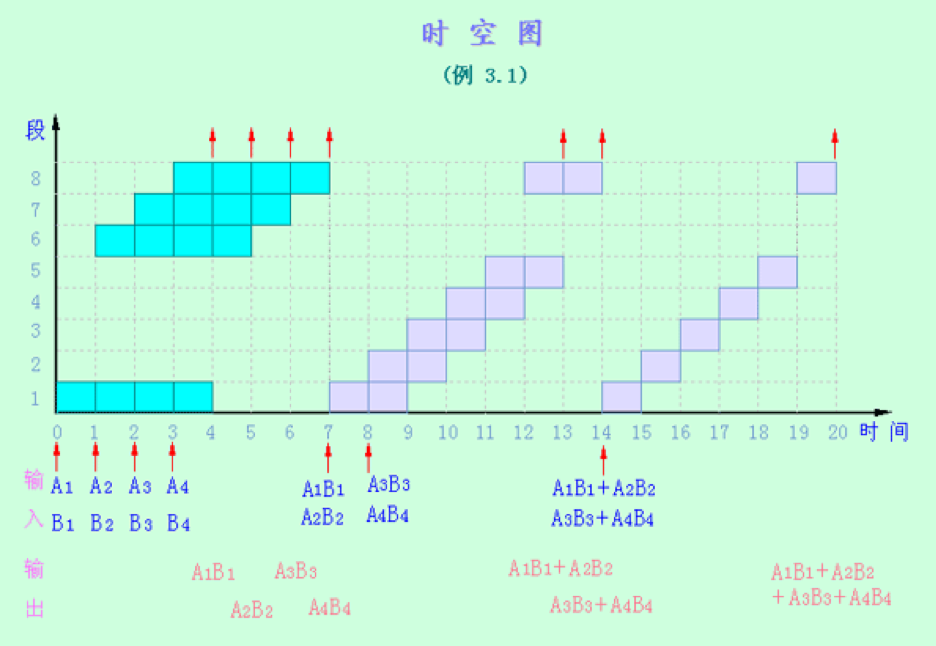 时 空 图
(例 3.1)
段
8
7
6
5
4
3
2
1
0 1 2 3 4 5 6 7 8 9 10 11 12 13 14 15 16 17 18 19 20 时 间
输 A1 A2 A3 A4 A1B1 A3B3 A1B1+A2B2
入 B1 B2 B3 B4 A2B2 A4B4 A3B3+A4B4
输 A1B1 A3B3 A1B1+A2B2 A1B1+A2B2
出 A2B2 A4B4 A3B3+A4B4 +A3B3+A4B4